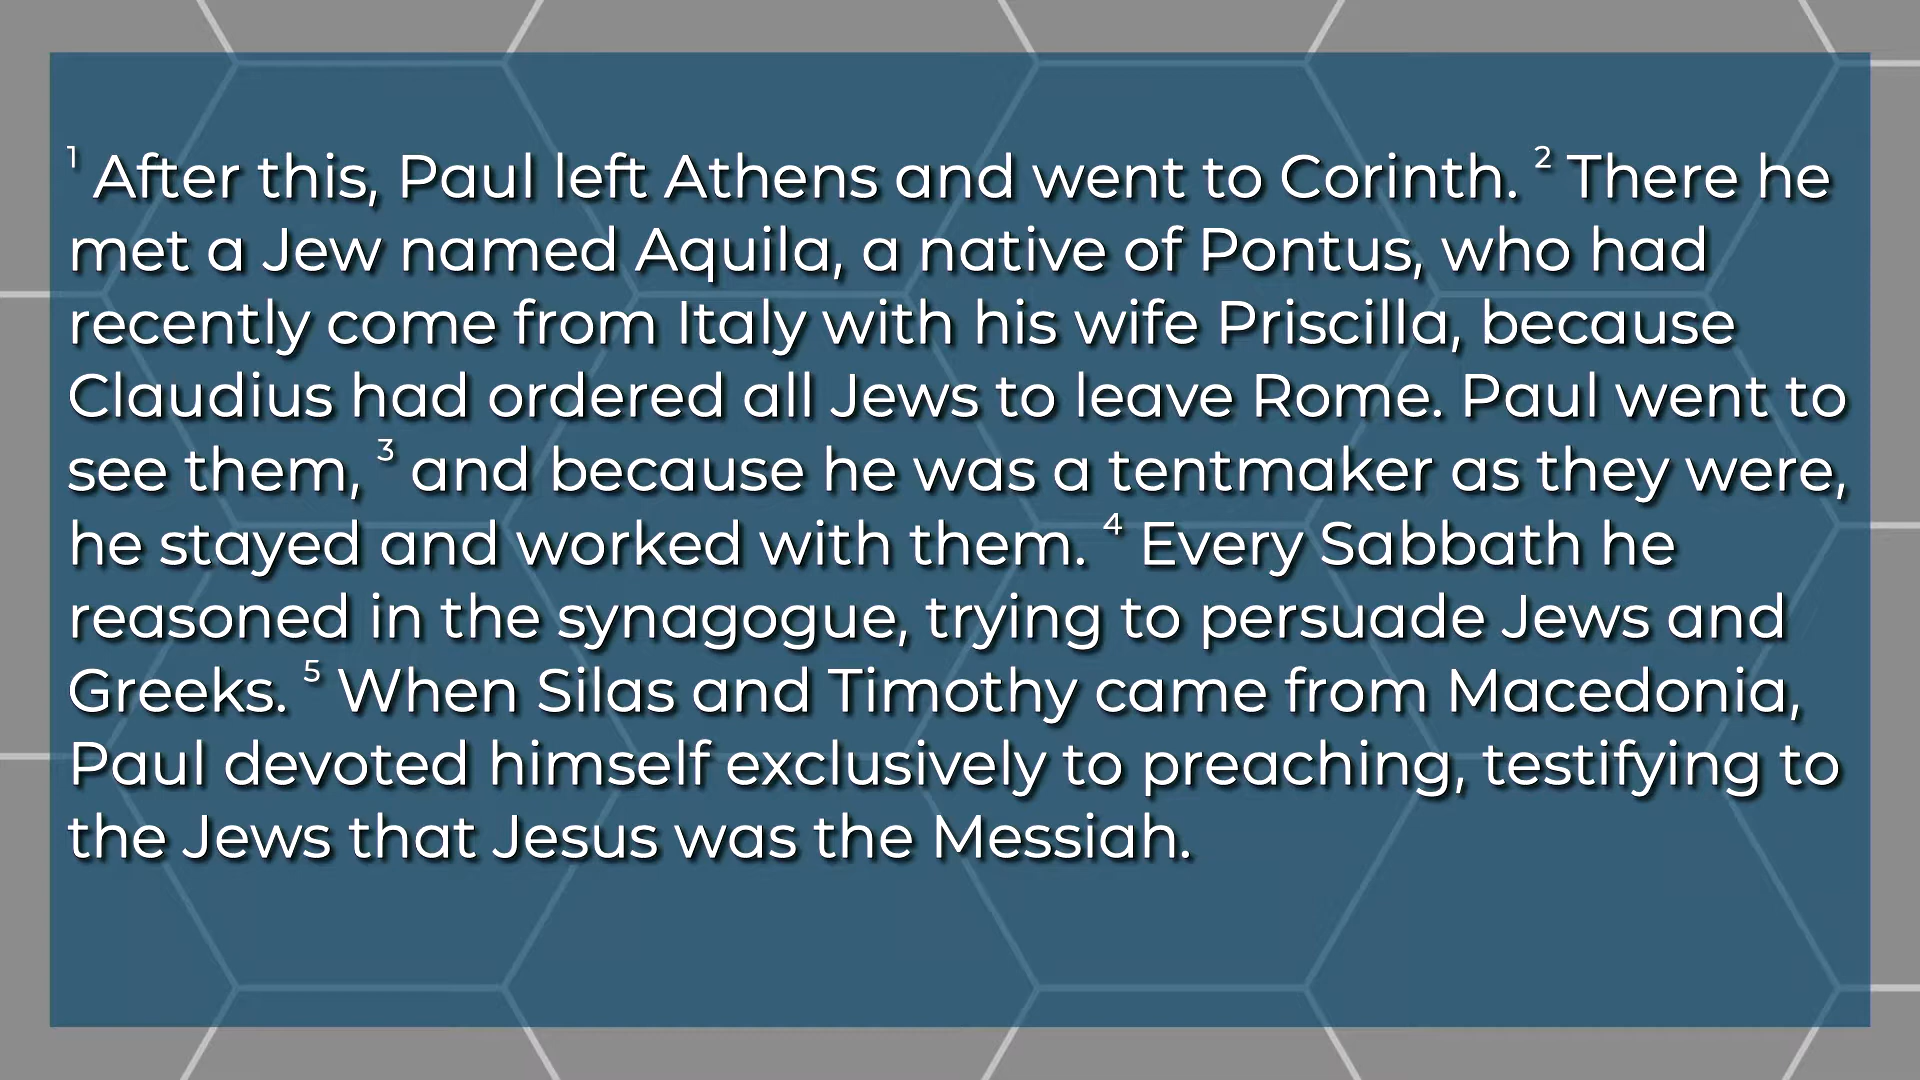 1 After this, Paul left Athens and went to Corinth. 2 There he
met a Jew named Aquila, a native of Pontus, who had
recently come from Italy with his wife Priscilla, because
Claudius had ordered all Jews to leave Rome. Paul went to
see them, 3 and because he was a tentmaker as they were,
he stayed and worked with them. 4 Every Sabbath he
reasoned in the synagogue, trying to persuade Jews and
Greeks. 5 When Silas and Timothy came from Macedonia,
Paul devoted himself exclusively to preaching, testifying to
the Jews that Jesus was the Messiah.